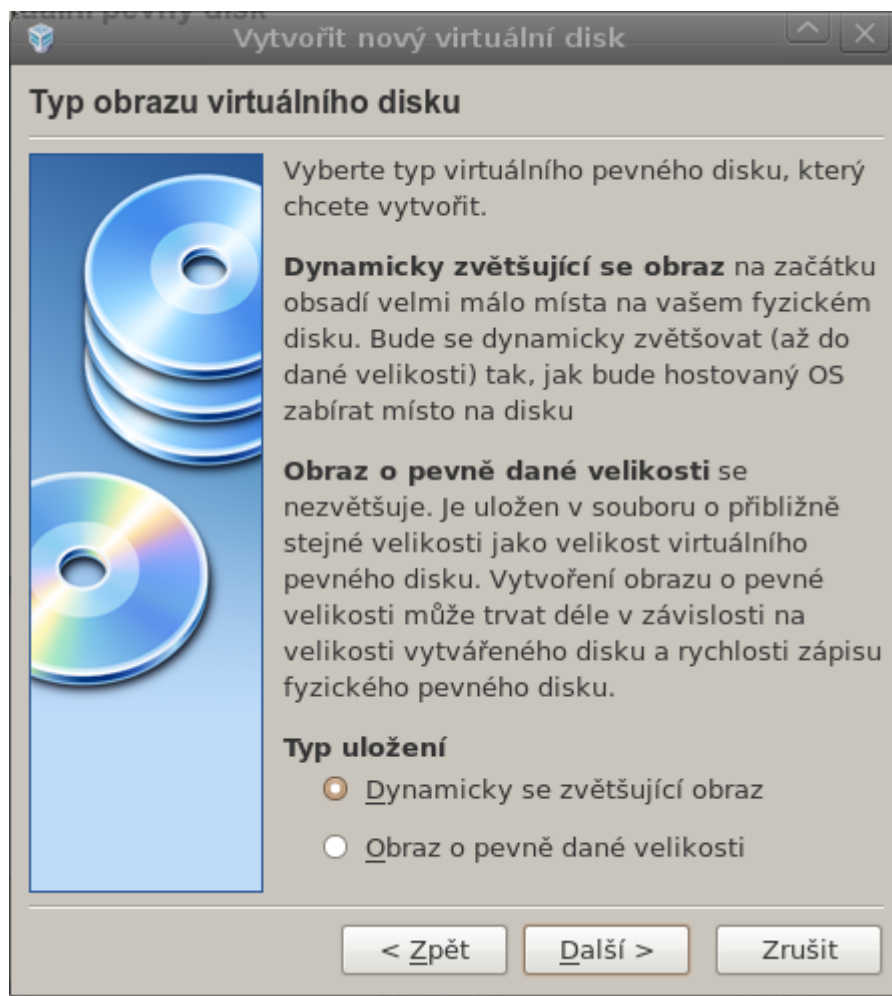 Vytvořit nový virtuální disk
Typ obrazu virtuálního disku
Vyberte typ virtuálního pevného disku, který
chcete vytvořit.
Dynamicky zvětšující se obraz na začátku
obsadí velmi málo místa na vašem fyzickém
disku. Bude se dynamicky zvětšovat (až do
dané velikosti) tak, jak bude hostovaný OS
zabírat místo na disku
Obraz o pevně dané velikosti se
nezvětšuje. Je uložen v souboru o přibližně
stejné velikosti jako velikost virtuálního
pevného disku. Vytvoření obrazu o pevné
velikosti může trvat déle v závislosti na
velikosti vytvářeného disku a rychlosti zápisu
fyzického pevného disku.
Typ uložení
Dynamicky se zvětšující obraz
Obraz o pevně dané velikosti
< Zpět Další > Zrušit